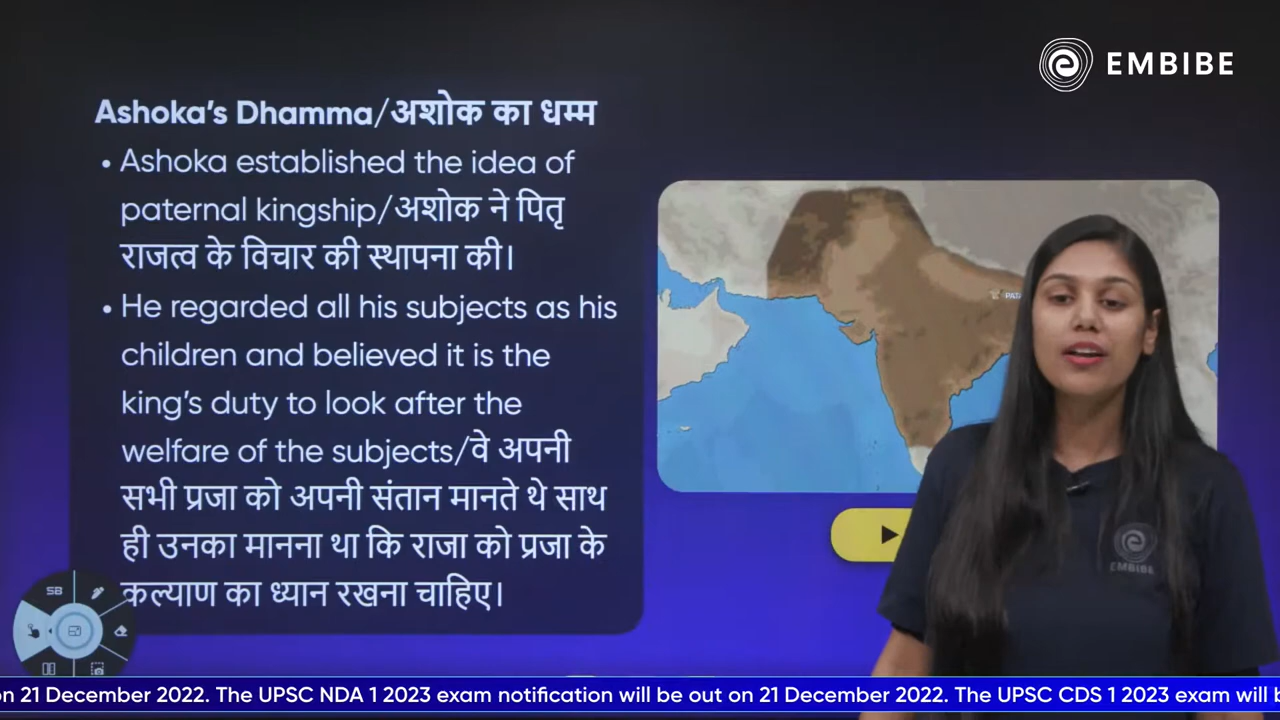 EMBIBE
Ashoka's Dhamma/अशोक का धम्म
• Ashoka established the idea of
paternal kingship/अशोक ने पितृ
राजत्व के विचार की स्थापना की।
• He regarded all his subjects as his
children and believed it is the
king's duty to look after the
welfare of the subjects/वे अपनी
सभी प्रजा को अपनी संतान मानते थे साथ
ही उनका मानना था कि राजा को प्रजा के
कल्याण का ध्यान रखना चाहिए।
PATA
EMBIBE
SB
on 21 December 2022. The UPSC NDA 1 2023 exam notification will be out on 21 December 2022. The UPSC CDS 1 2023 exam will b